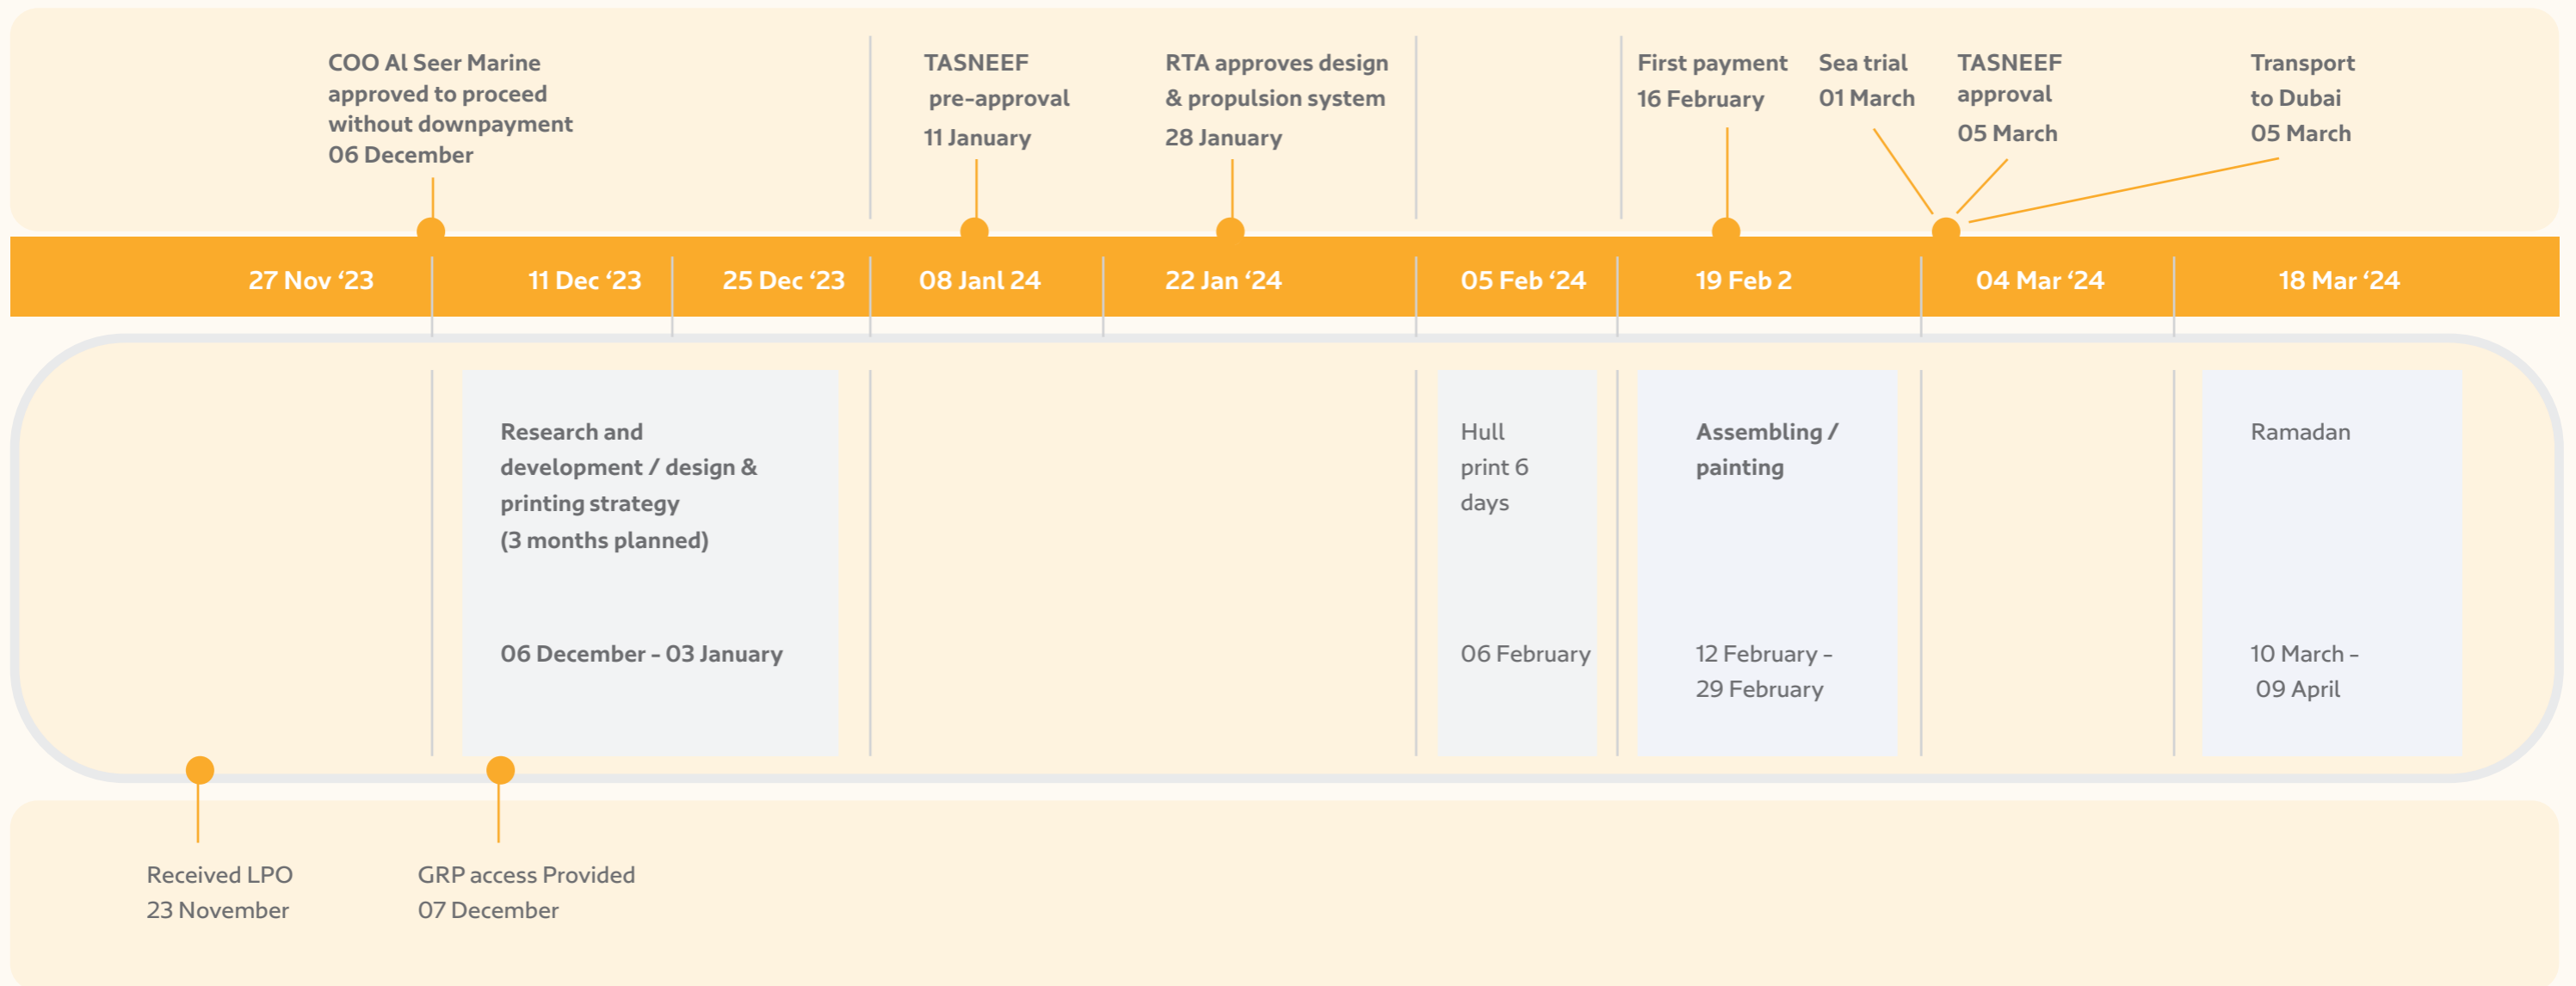 COO Al Seer Marine
approved to proceed
without downpayment
06 December
TASNEEF
pre-approval
11 January
RTA approves design
& propulsion system
28 January
First payment
16 February
Sea trial
01 March
TASNEEF
approval
05 March
Transport
to Dubai
05 March
27 Nov ‘23
11 Dec ‘23
25 Dec ‘23
08 Janl 24
22 Jan ‘24
05 Feb ‘24
19 Feb 2
04 Mar ‘24
18 Mar ‘24
Research and
development / design &
printing strategy
(3 months planned)
06 December - 03 January
Hull
print 6
days
06 February
Assembling /
painting
12 February -
29 February
Ramadan
10 March -
09 April
Received LPO
23 November
GRP access Provided
07 December